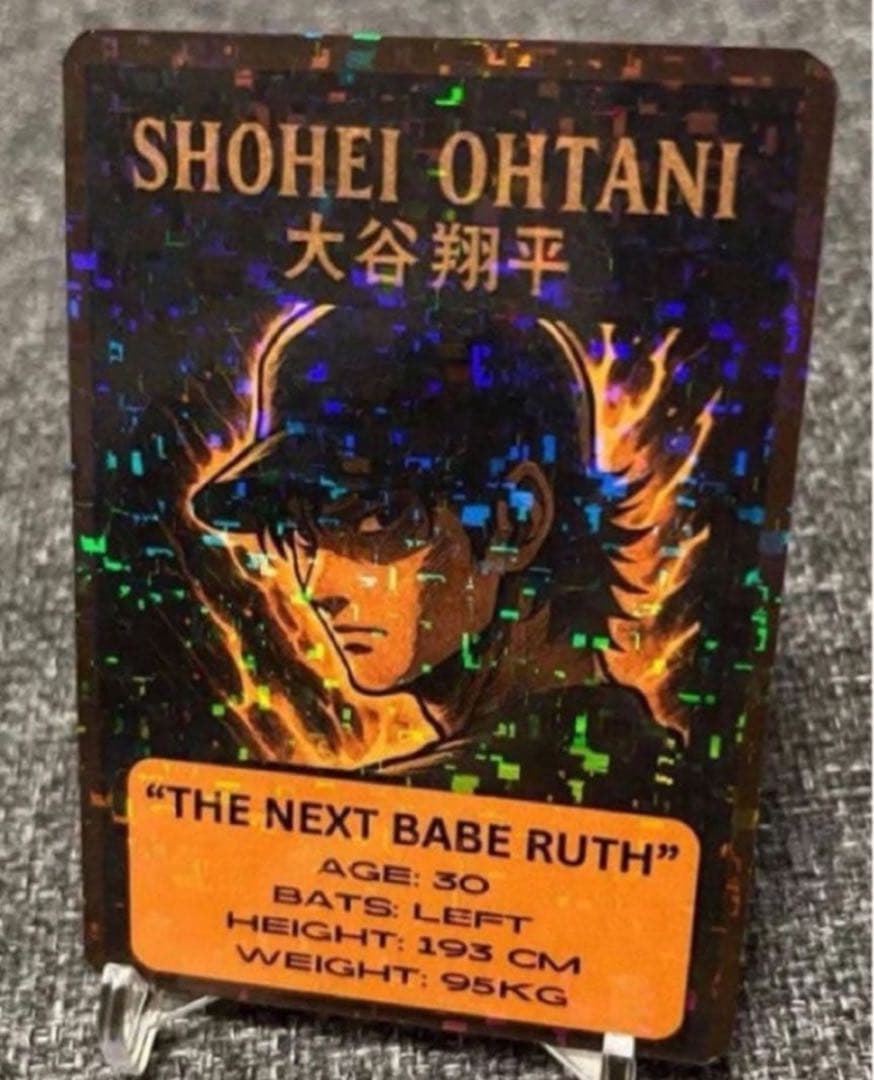 SHOHEI OHTANI
大谷翔平
“THE NEXT BABE RUTH”
AGE: 30
BATS: LEFT
HEIGHT: 193 CM
WEIGHT: 95KG